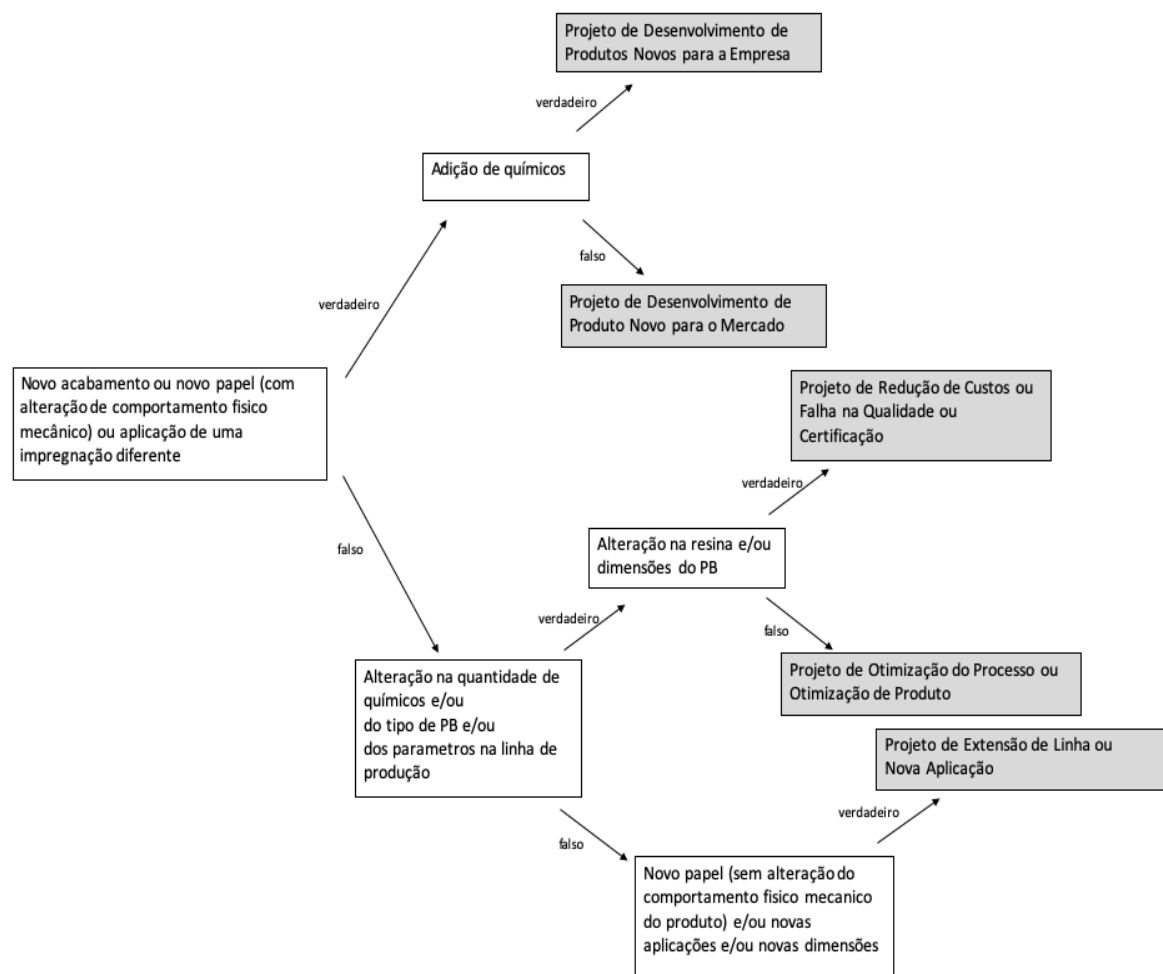 Projeto de Desenvolvimento de
Produtos Novos para a Empresa
verdadeiro
Adição de químicos
falso
verdadeiro
Projeto de Desenvolvimento de
Produto Novo para o Mercado
Novo acabamento ou novo papel (com
alteração de comportamento fisico
mecânico) ou aplicação de uma
impregnação diferente
Projeto de Redução de Custos ou
Falha na Qualidade ou
Certificação
verdadeiro
falso
Alteração na resina e/ou
dimensões do PB
verdadeiro
falso
Alteração na quantidade de
químicos e/ou
do tipo de PB e/ou
dos parametros na linha de
produção
Projeto de Otimização do Processo ou
Otimização de Produto
Projeto de Extensão de Linha ou
Nova Aplicação
verdadeiro
falso
Novo papel (sem alteração do
comportamento fisico mecanico
do produto) e/ou novas
aplicações e/ou novas dimensões